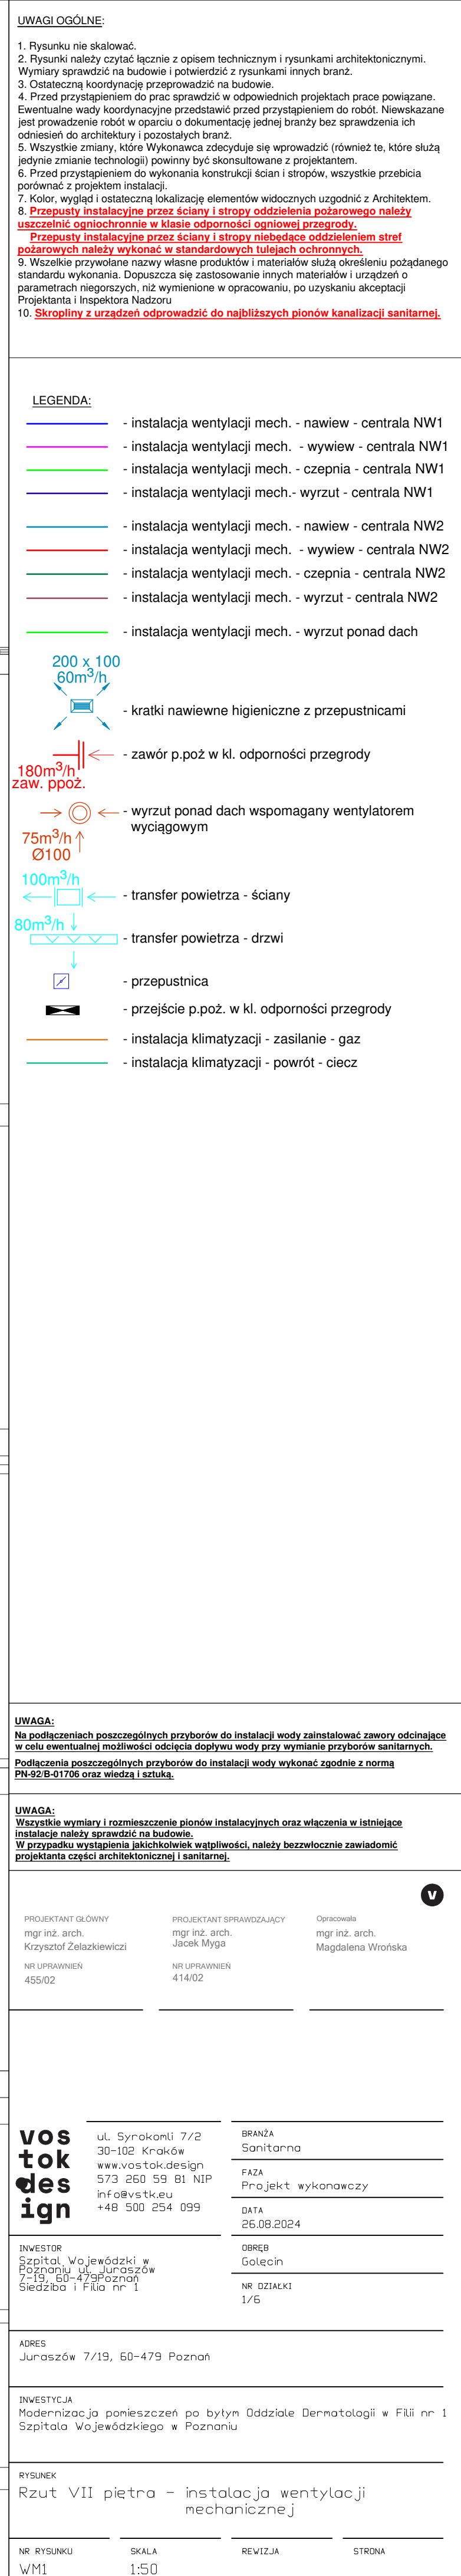 UWAGI OGÓLNE:
1. Rysunku nie skalować.
2. Rysunki należy czytać łącznie z opisem technicznym i rysunkami architektonicznymi.
Wymiary sprawdzić na budowie i potwierdzić z rysunkami innych branż.
3. Ostateczną koordynację przeprowadzić na budowie.
4. Przed przystąpieniem do prac sprawdzić w odpowiednich projektach prace powiązane.
Ewentualne wady koordynacyjne przedstawić przed przystąpieniem do robót. Niewskazane
jest prowadzenie robót w oparciu o dokumentację jednej branży bez sprawdzenia ich
odniesień do architektury i pozostałych branż.
5. Wszystkie zmiany, które Wykonawca zdecyduje się wprowadzić (również te, które służą
jedynie zmianie technologii) powinny być skonsultowane z projektantem.
6. Przed przystąpieniem do wykonania konstrukcji ścian i stropów, wszystkie przebicia
porównać z projektem instalacji.
7. Kolor, wygląd i ostateczną lokalizację elementów widocznych uzgodnić z Architektem.
8. Przepusty instalacyjne przez ściany i stropy oddzielenia pożarowego należy
uszczelnić ogniochronnie w klasie odporności ogniowej przegrody.
Przepusty instalacyjne przez ściany i stropy niebędące oddzieleniem stref
pożarowych należy wykonać w standardowych tulejach ochronnych.
9. Wszelkie przywołane nazwy własne produktów i materiałów służą określeniu pożądanego
standardu wykonania. Dopuszcza się zastosowanie innych materiałów i urządzeń o
parametrach niegorszych, niż wymienione w opracowaniu, po uzyskaniu akceptacji
Projektanta i Inspektora Nadzoru
10. Skropliny z urządzeń odprowadzić do najbliższych pionów kanalizacji sanitarnej.
LEGENDA:
- instalacja wentylacji mech. - nawiew - centrala NW1
- instalacja wentylacji mech. - wywiew - centrala NW1
- instalacja wentylacji mech. - czepnia - centrala NW1
- instalacja wentylacji mech.- wyrzut - centrala NW1
- instalacja wentylacji mech. - nawiew - centrala NW2
- instalacja wentylacji mech. - wywiew - centrala NW2
- instalacja wentylacji mech. - czepnia - centrala NW2
- instalacja wentylacji mech. - wyrzut - centrala NW2
- instalacja wentylacji mech. - wyrzut ponad dach
200 x 100
60m³/h
- kratki nawiewne higieniczne z przepustnicami
- zawór p.poż w kl. odporności przegrody
180m³/h
zaw. ppoż.
- wyrzut ponad dach wspomagany wentylatorem
wyciągowym
75m³/h
Ø100
100m³/h
- transfer powietrza - ściany
80m³/h
- transfer powietrza - drzwi
- przepustnica
- przejście p.poż. w kl. odporności przegrody
- instalacja klimatyzacji - zasilanie - gaz
- instalacja klimatyzacji - powrót - ciecz
UWAGA:
Na podłączeniach poszczególnych przyborów do instalacji wody zainstalować zawory odcinające
w celu ewentualnej możliwości odcięcia dopływu wody przy wymianie przyborów sanitarnych.
Podłączenia poszczególnych przyborów do instalacji wody wykonać zgodnie z normą
PN-92/B-01706 oraz wiedzą i sztuką.
UWAGA:
Wszystkie wymiary i rozmieszczenie pionów instalacyjnych oraz włączenia w istniejące
instalacje należy sprawdzić na budowie.
W przypadku wystąpienia jakichkolwiek wątpliwości, należy bezzwłocznie zawiadomić
projektanta części architektonicznej i sanitarnej.
v
PROJEKTANT GŁÓWNY
mgr inż. arch.
Krzysztof Żelazkiewiczi
NR UPRAWNIEŃ
455/02
PROJEKTANT SPRAWDZAJĄCY
mgr inż. arch.
Jacek Myga
NR UPRAWNIEŃ
414/02
Opracowała
mgr inż. arch.
Magdalena Wrońska
vos
tok
des
ign
ul. Syrokomli 7/2
30-102 Kraków
www.vostok.design
573 260 59 81 NIP
info@vstk.eu
+48 500 254 099
BRANŻA
Sanitarna
FAZA
Projekt wykonawczy
DATA
26.08.2024
INWESTOR
Szpital Wojewódzki w
Poznaniu ul. Juraszów
7-19, 60-479Poznań
Siedziba i Filia nr 1
OBRĘB
Golęcin
NR DZIAŁKI
1/6
ADRES
Juraszów 7/19, 60-479 Poznań
INWESTYCJA
Modernizacja pomieszczeń po byłym Oddziale Dermatologii w Filii nr 1
Szpitala Wojewódzkiego w Poznaniu
RYSUNEK
Rzut VII piętra - instalacja wentylacji
mechanicznej
NR RYSUNKU
WM1
SKALA
1:50
REWIZJA
STRONA